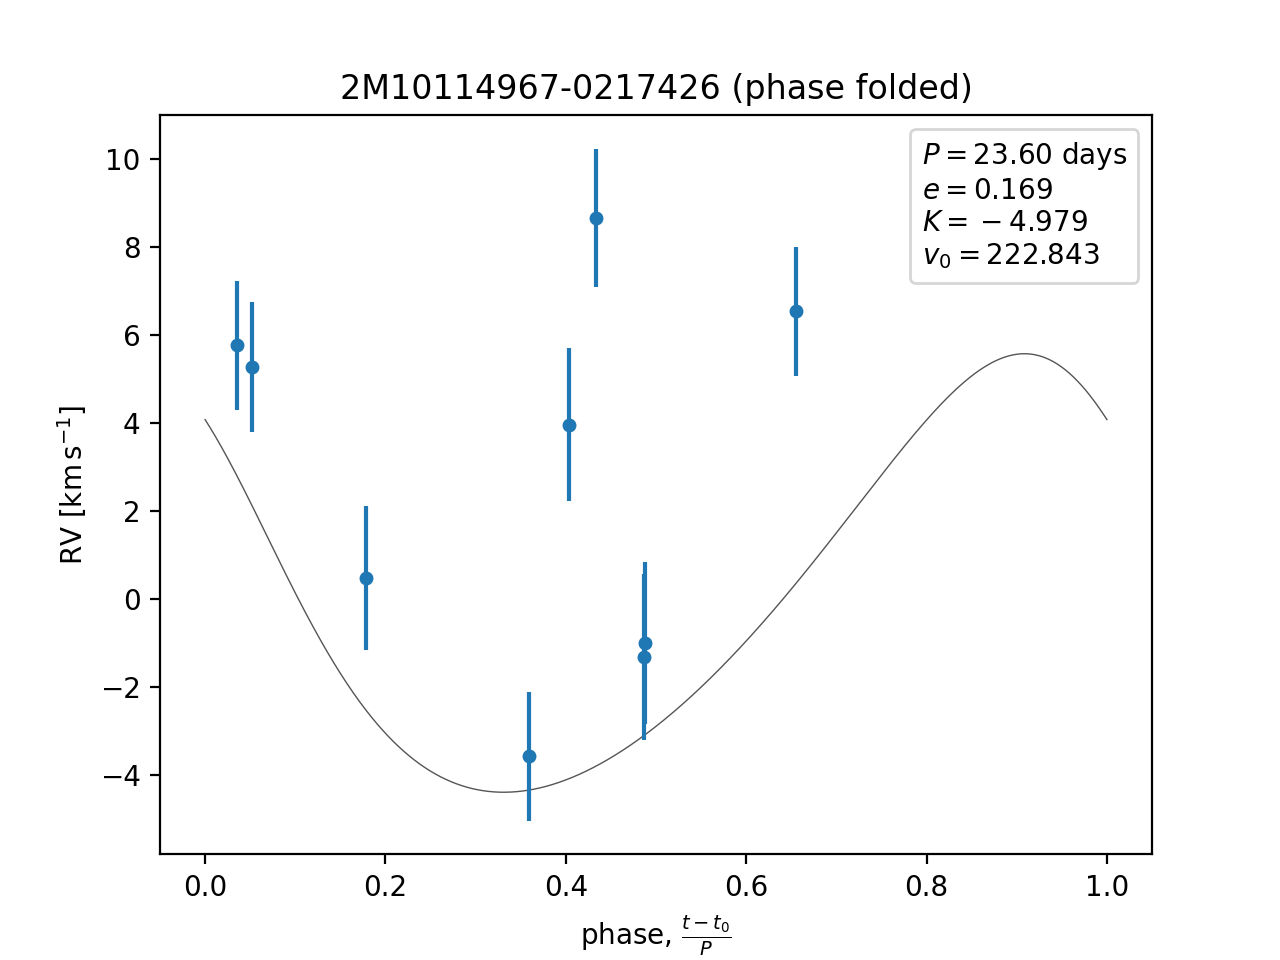 2M10114967-0217426 (phase folded)
P = 23.60 days
e = 0.169
K = −4.979
v₀ = 222.843
10
8
6
4
2
0
−2
−4
RV [km s⁻¹]
0.0 0.2 0.4 0.6 0.8 1.0
phase, (t − t₀)/P